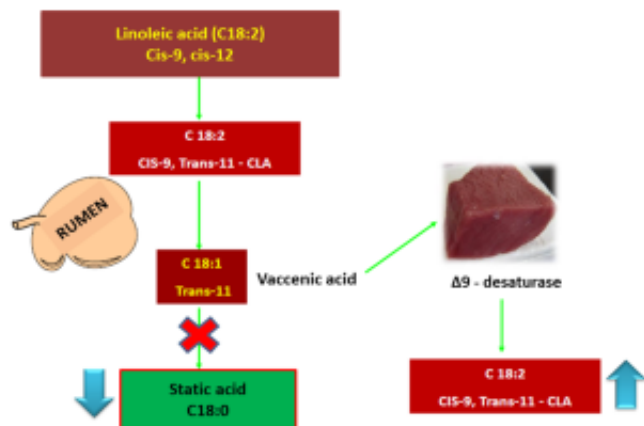 Linoleic acid (C18:2)
Cis-9, cis-12
C 18:2
CIS-9, Trans-11 - CLA
RUMEN
C 18:1
Trans-11
Vaccenic acid
Δ9 - desaturase
Static acid
C18:0
C 18:2
CIS-9, Trans-11 - CLA